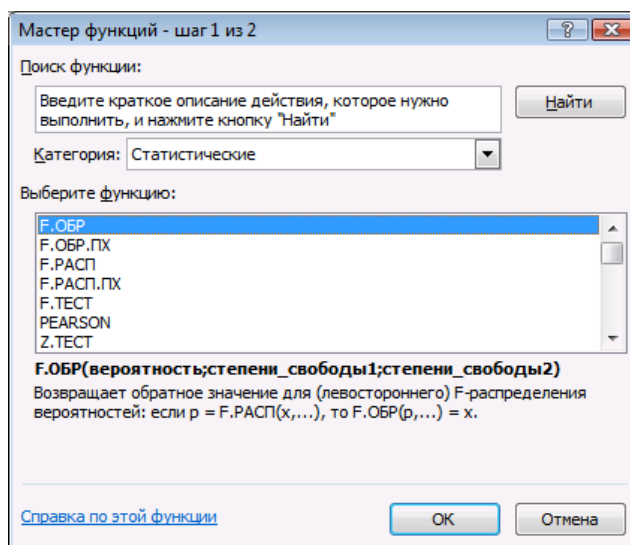 Мастер функций - шаг 1 из 2
Поиск функции:
Введите краткое описание действия, которое нужно
выполнить, и нажмите кнопку "Найти"
Найти
Категория: Статистические
Выберите функцию:
F.ОБР
F.ОБР.ПХ
F.РАСП
F.РАСП.ПХ
F.ТЕСТ
PEARSON
Z.ТЕСТ
F.ОБР(вероятность;степени_свободы1;степени_свободы2)
Возвращает обратное значение для (левостороннего) F-распределения
вероятностей: если p = F.РАСП(x,...), то F.ОБР(p,...) = x.
Справка по этой функции
ОК
Отмена